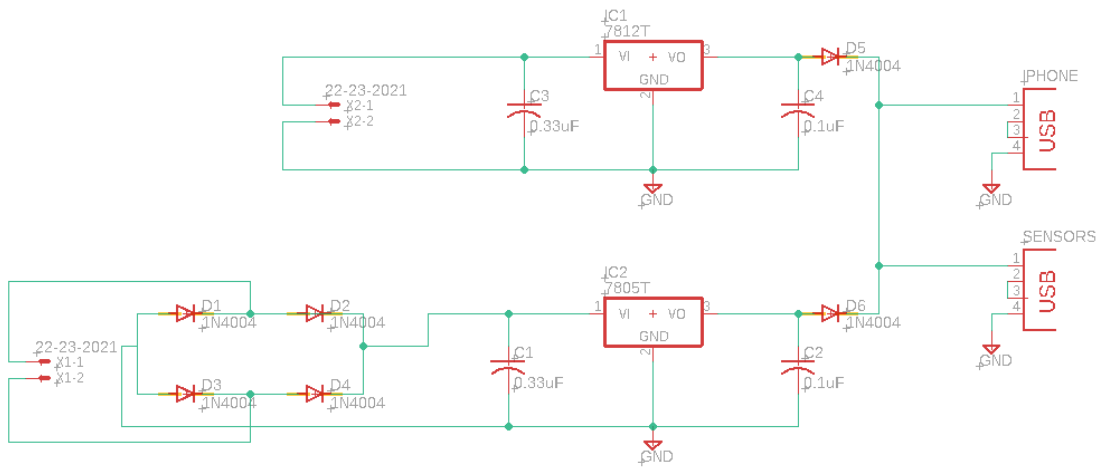 IC1
7812T
1 VI VO 3
GND
2
D5
1N4004
22-23-2021
X2-1
X2-2
C3
0.33uF
C4
0.1uF
GND
IPHONE
1
2
3
4
USB
GND
SENSORS
1
2
3
4
USB
GND
IC2
7805T
1 VI VO 3
GND
2
D6
1N4004
D1
1N4004
D2
1N4004
22-23-2021
X1-1
X1-2
D3
1N4004
D4
1N4004
C1
0.33uF
C2
0.1uF
GND